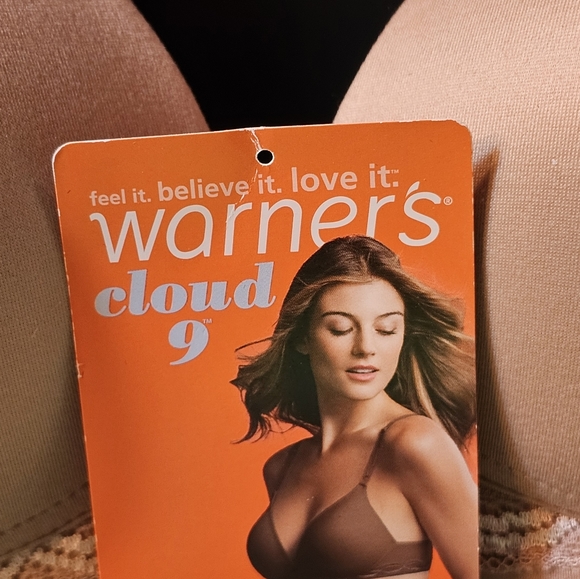 feel it. believe it. love it.™
warner's®
cloud
9™